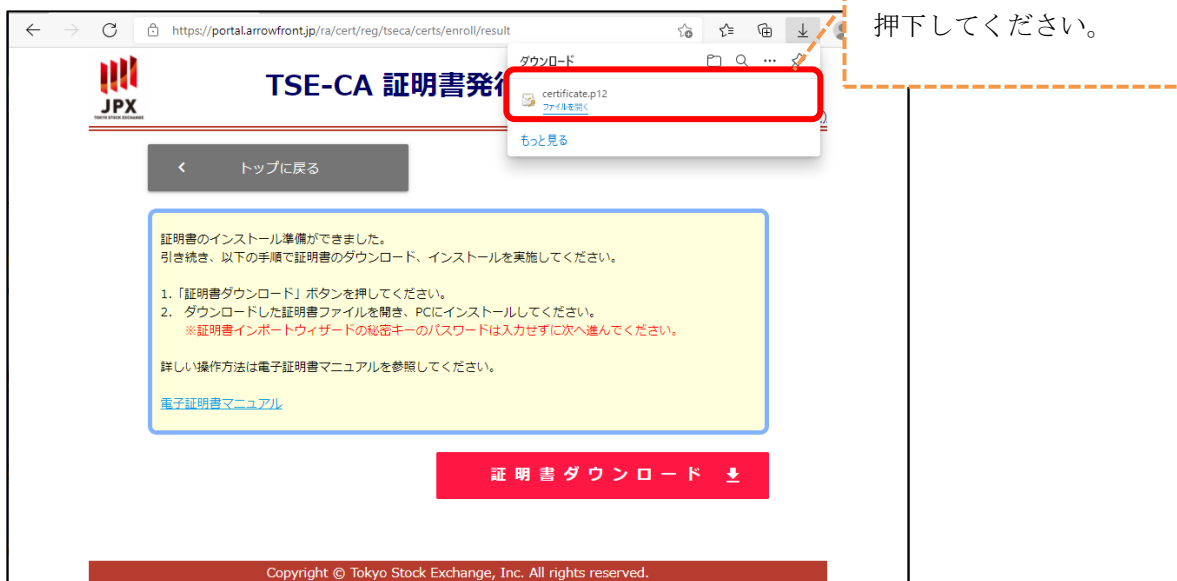 押下してください。
https://portal.arrowfront.jp/ra/cert/reg/tseca/certs/enroll/result
ダウンロード
certificate.p12
ファイルを開く
もっと見る
JPX
TOKYO STOCK EXCHANGE
TSE-CA 証明書発行
トップに戻る
証明書のインストール準備ができました。
引き続き、以下の手順で証明書のダウンロード、インストールを実施してください。
1.「証明書ダウンロード」ボタンを押してください。
2. ダウンロードした証明書ファイルを開き、PCにインストールしてください。
※証明書インポートウィザードの秘密キーのパスワードは入力せずに次へ進んでください。
詳しい操作方法は電子証明書マニュアルを参照してください。
電子証明書マニュアル
証明書ダウンロード
Copyright © Tokyo Stock Exchange, Inc. All rights reserved.